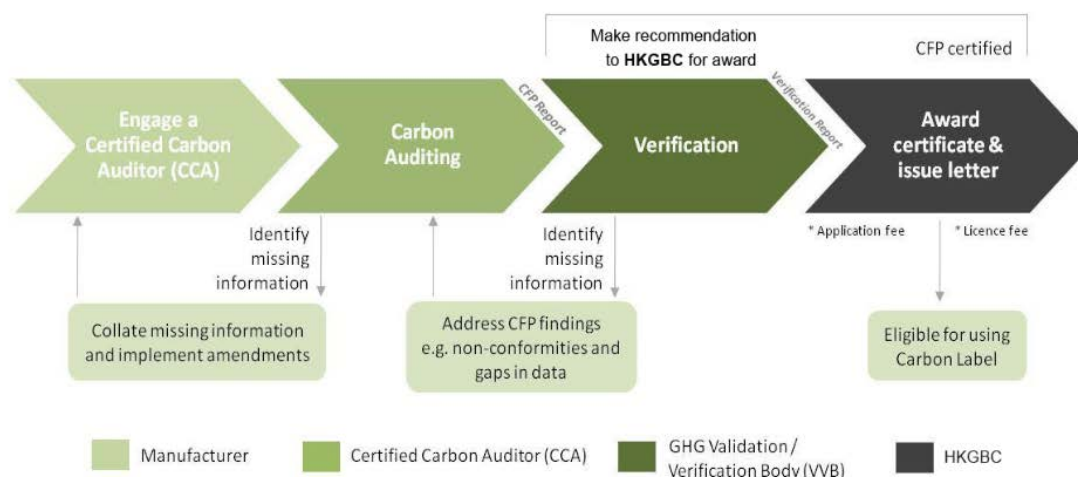 Make recommendation
to HKGBC for award
CFP certified
Engage a
Certified Carbon
Auditor (CCA)
Carbon
Auditing
CFP Report
Verification
Verification Report
Award
certificate &
issue letter
Identify
missing
information
Identify
missing
information
* Application fee
* Licence fee
Collate missing information
and implement amendments
Address CFP findings
e.g. non-conformities and
gaps in data
Eligible for using
Carbon Label
Manufacturer
Certified Carbon Auditor (CCA)
GHG Validation /
Verification Body (VVB)
HKGBC